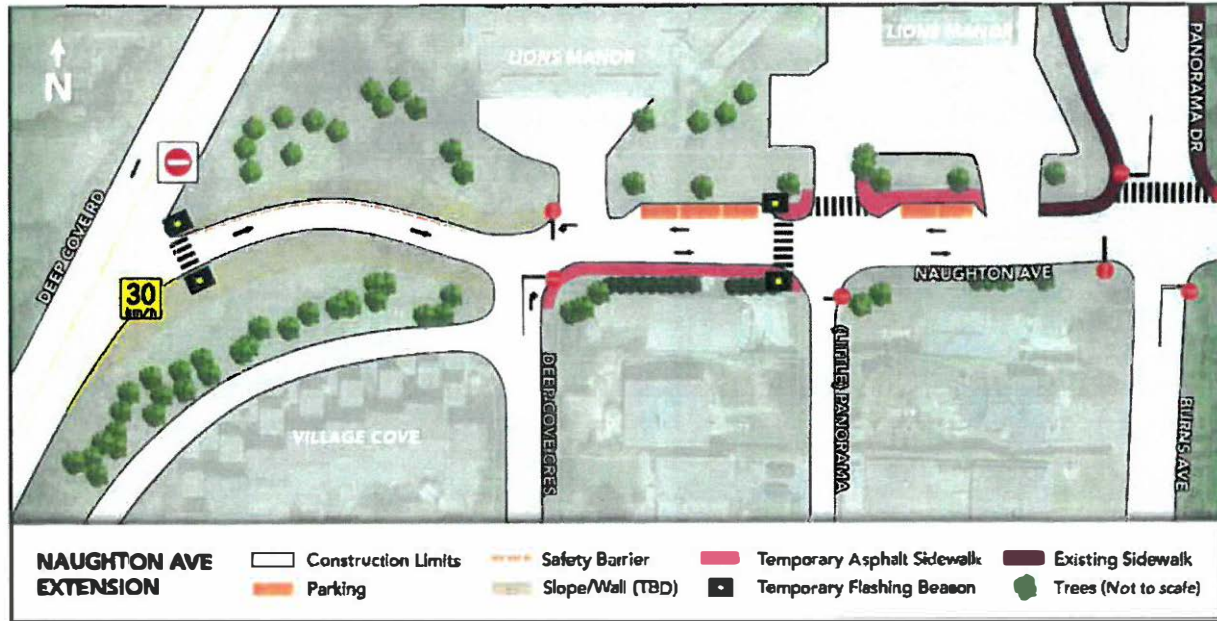 LIONS MANOR
LIONS MANOR
PANORAMA DR
N
DEEP COVE RD
30
NAUGHTON AVE
DEEP COVE CRES
(LITTLE) PANORAMA
BURNS AVE
VILLAGE COVE
NAUGHTON AVE
EXTENSION
Construction Limits
Parking
Safety Barrier
Slope/Wall (TBD)
Temporary Asphalt Sidewalk
Temporary Flashing Beacon
Existing Sidewalk
Trees (Not to scale)